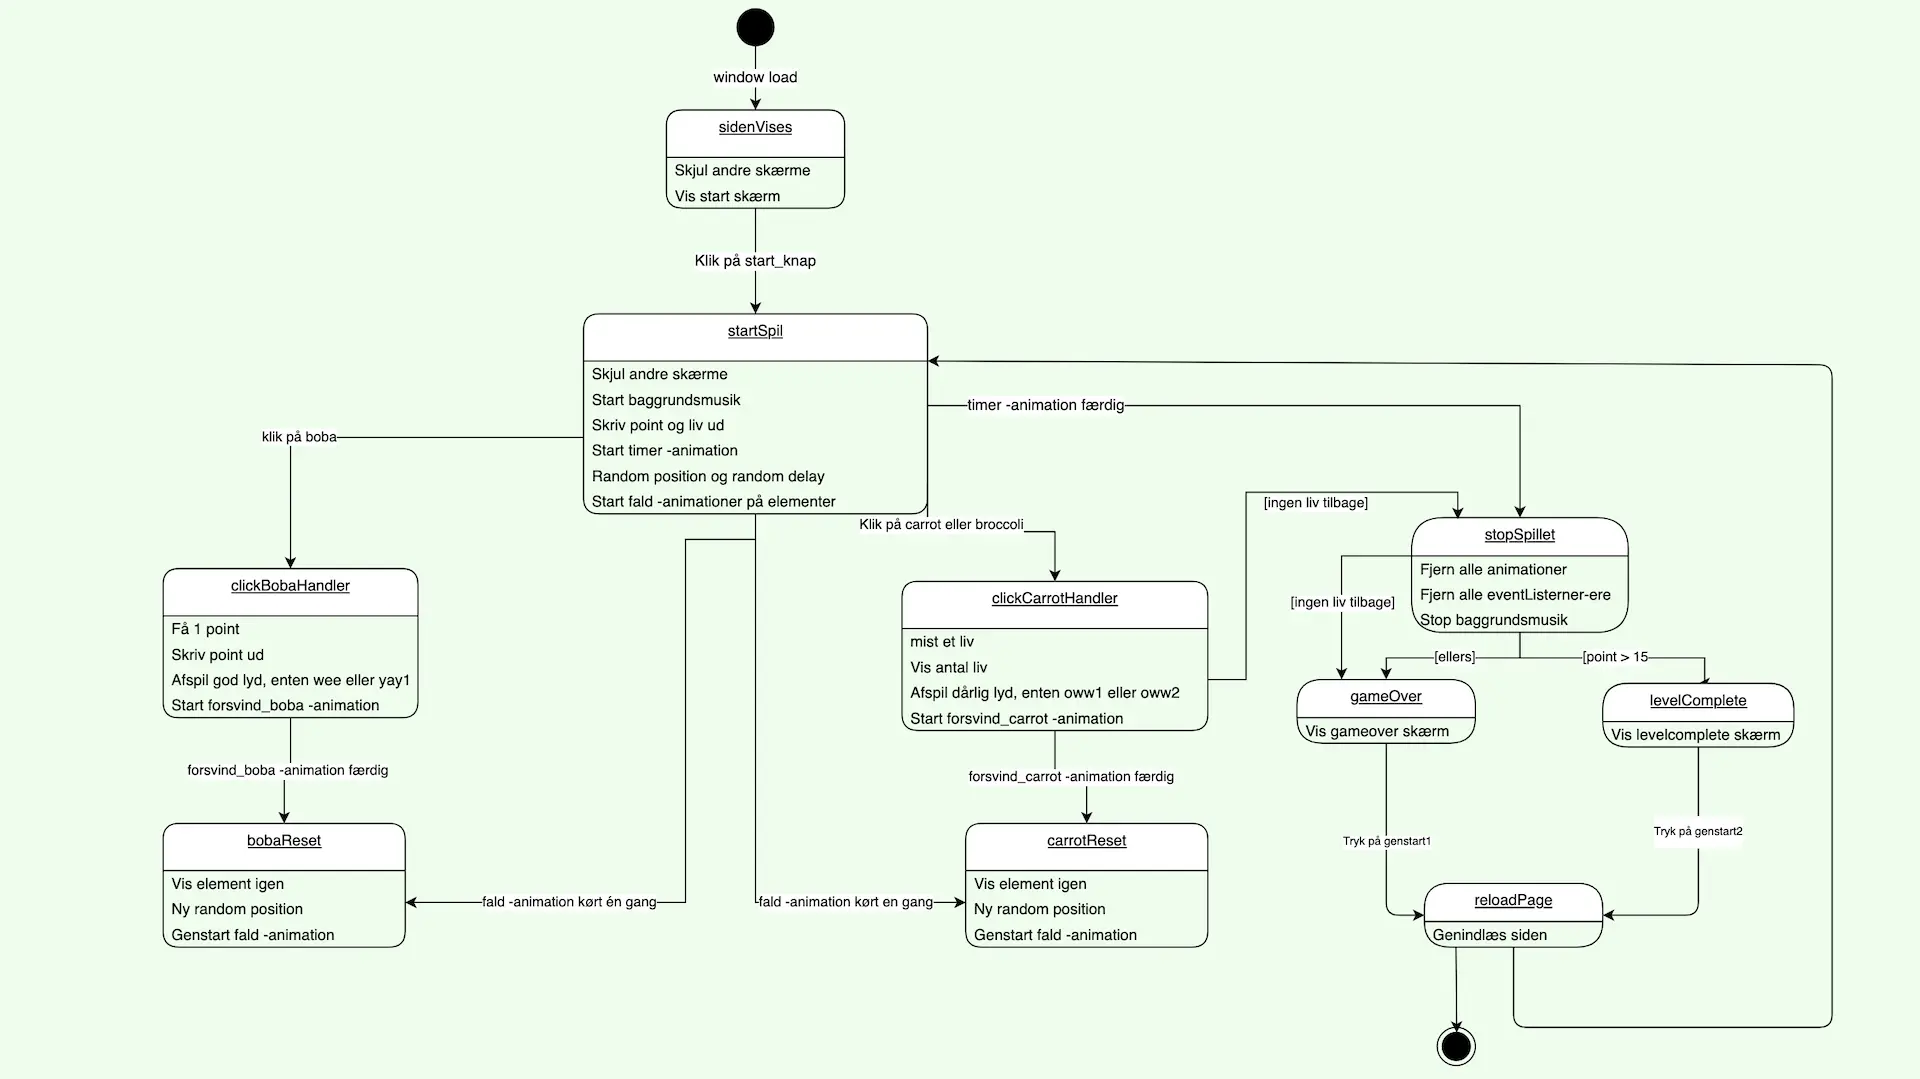 window load
sidenVises
Skjul andre skærme
Vis start skærm
Klik på start_knap
startSpil
Skjul andre skærme
Start baggrundsmusik
Skriv point og liv ud
Start timer -animation
Random position og random delay
Start fald -animationer på elementer
timer -animation færdig
klik på boba
Klik på carrot eller broccoli
[ingen liv tilbage]
stopSpillet
Fjern alle animationer
Fjern alle eventListerner-ere
Stop baggrundsmusik
clickBobaHandler
Få 1 point
Skriv point ud
Afspil god lyd, enten wee eller yay1
Start forsvind_boba -animation
clickCarrotHandler
mist et liv
Vis antal liv
Afspil dårlig lyd, enten oww1 eller oww2
Start forsvind_carrot -animation
[ingen liv tilbage]
[ellers]
[point > 15
gameOver
Vis gameover skærm
levelComplete
Vis levelcomplete skærm
forsvind_boba -animation færdig
forsvind_carrot -animation færdig
bobaReset
Vis element igen
Ny random position
Genstart fald -animation
fald -animation kørt én gang
fald -animation kørt en gang
carrotReset
Vis element igen
Ny random position
Genstart fald -animation
Tryk på genstart1
Tryk på genstart2
reloadPage
Genindlæs siden